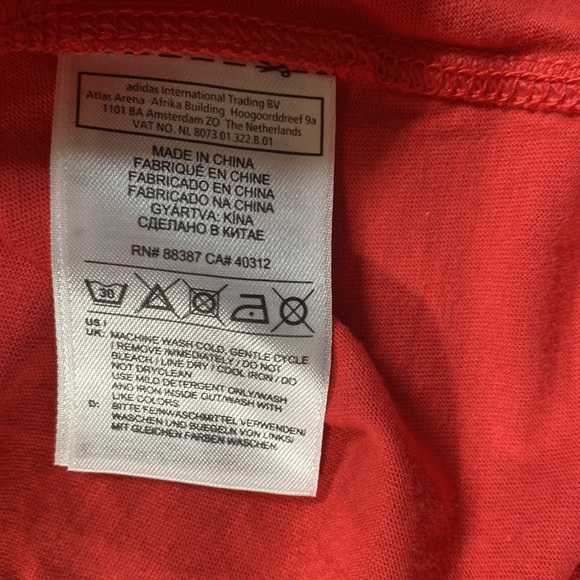 adidas International Trading BV
Atlas Arena -Afrika Building Hoogoorddreef 9a
1101 BA Amsterdam ZO The Netherlands
VAT NO. NL 8073.01.322.B.01
MADE IN CHINA
FABRIQUÉ EN CHINE
FABRICADO EN CHINA
FABRICADO NA CHINA
GYÁRTVA: KÍNA
СДЕЛАНО В КИТАЕ
RN# 88387 CA# 40312
30
US /
UK: MACHINE WASH COLD, GENTLE CYCLE
/ REMOVE IMMEDIATELY / DO NOT
BLEACH / LINE DRY / COOL IRON / DO
NOT DRYCLEAN
USE MILD DETERGENT ONLY/WASH
AND IRON INSIDE OUT/WASH WITH
LIKE COLORS
D: BITTE FEINWASCHMITTEL VERWENDEN/
WASCHEN UND BUEGELN VON LINKS/
MIT GLEICHEN FARBEN WASCHEN